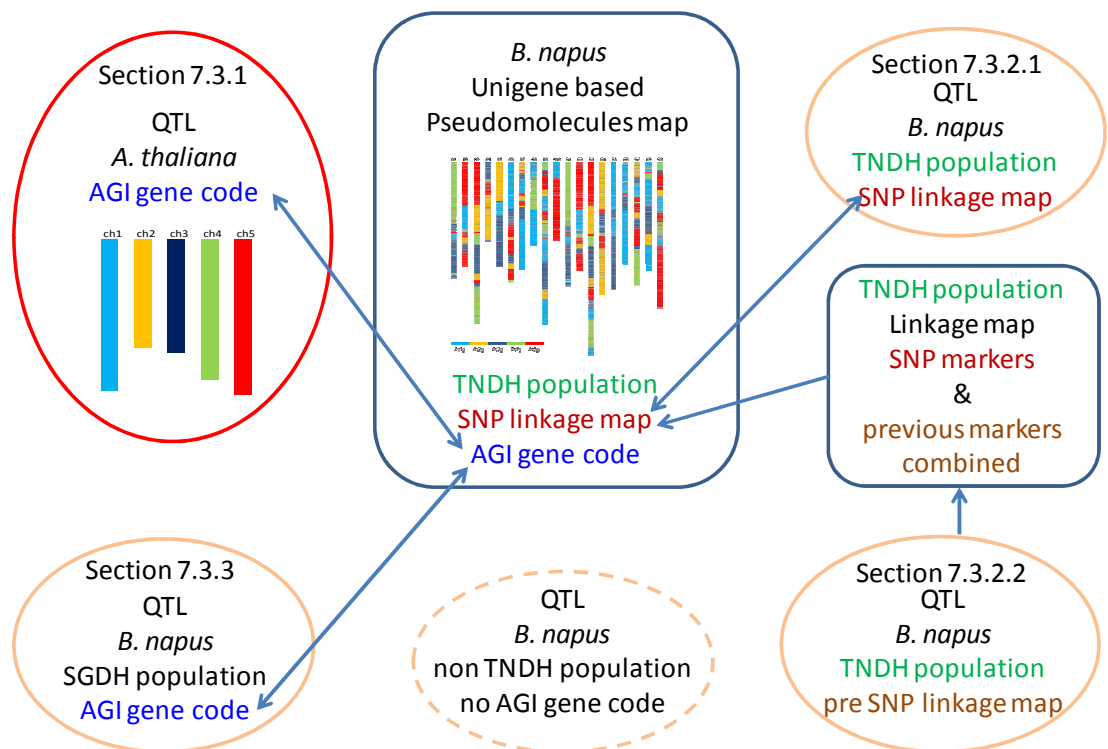 Section 7.3.1
QTL
A. thaliana
AGI gene code
ch1 ch2 ch3 ch4 ch5
B. napus
Unigene based
Pseudomolecules map
TNDH population
SNP linkage map
AGI gene code
Section 7.3.2.1
QTL
B. napus
TNDH population
SNP linkage map
TNDH population
Linkage map
SNP markers
&
previous markers
combined
Section 7.3.3
QTL
B. napus
SGDH population
AGI gene code
QTL
B. napus
non TNDH population
no AGI gene code
Section 7.3.2.2
QTL
B. napus
TNDH population
pre SNP linkage map